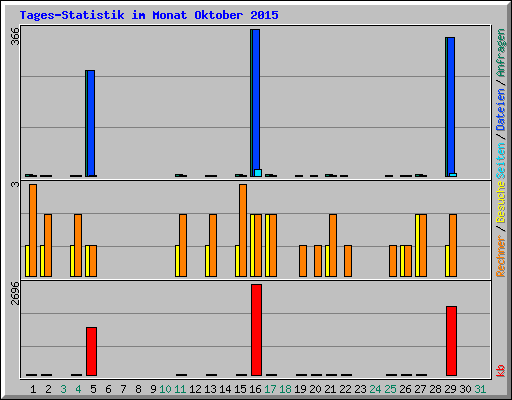 Tages-Statistik im Monat Oktober 2015
366
3
2696
Rechner / Besuche Seiten / Dateien / Anfragen
kb
1 2 3 4 5 6 7 8 9 10 11 12 13 14 15 16 17 18 19 20 21 22 23 24 25 26 27 28 29 30 31